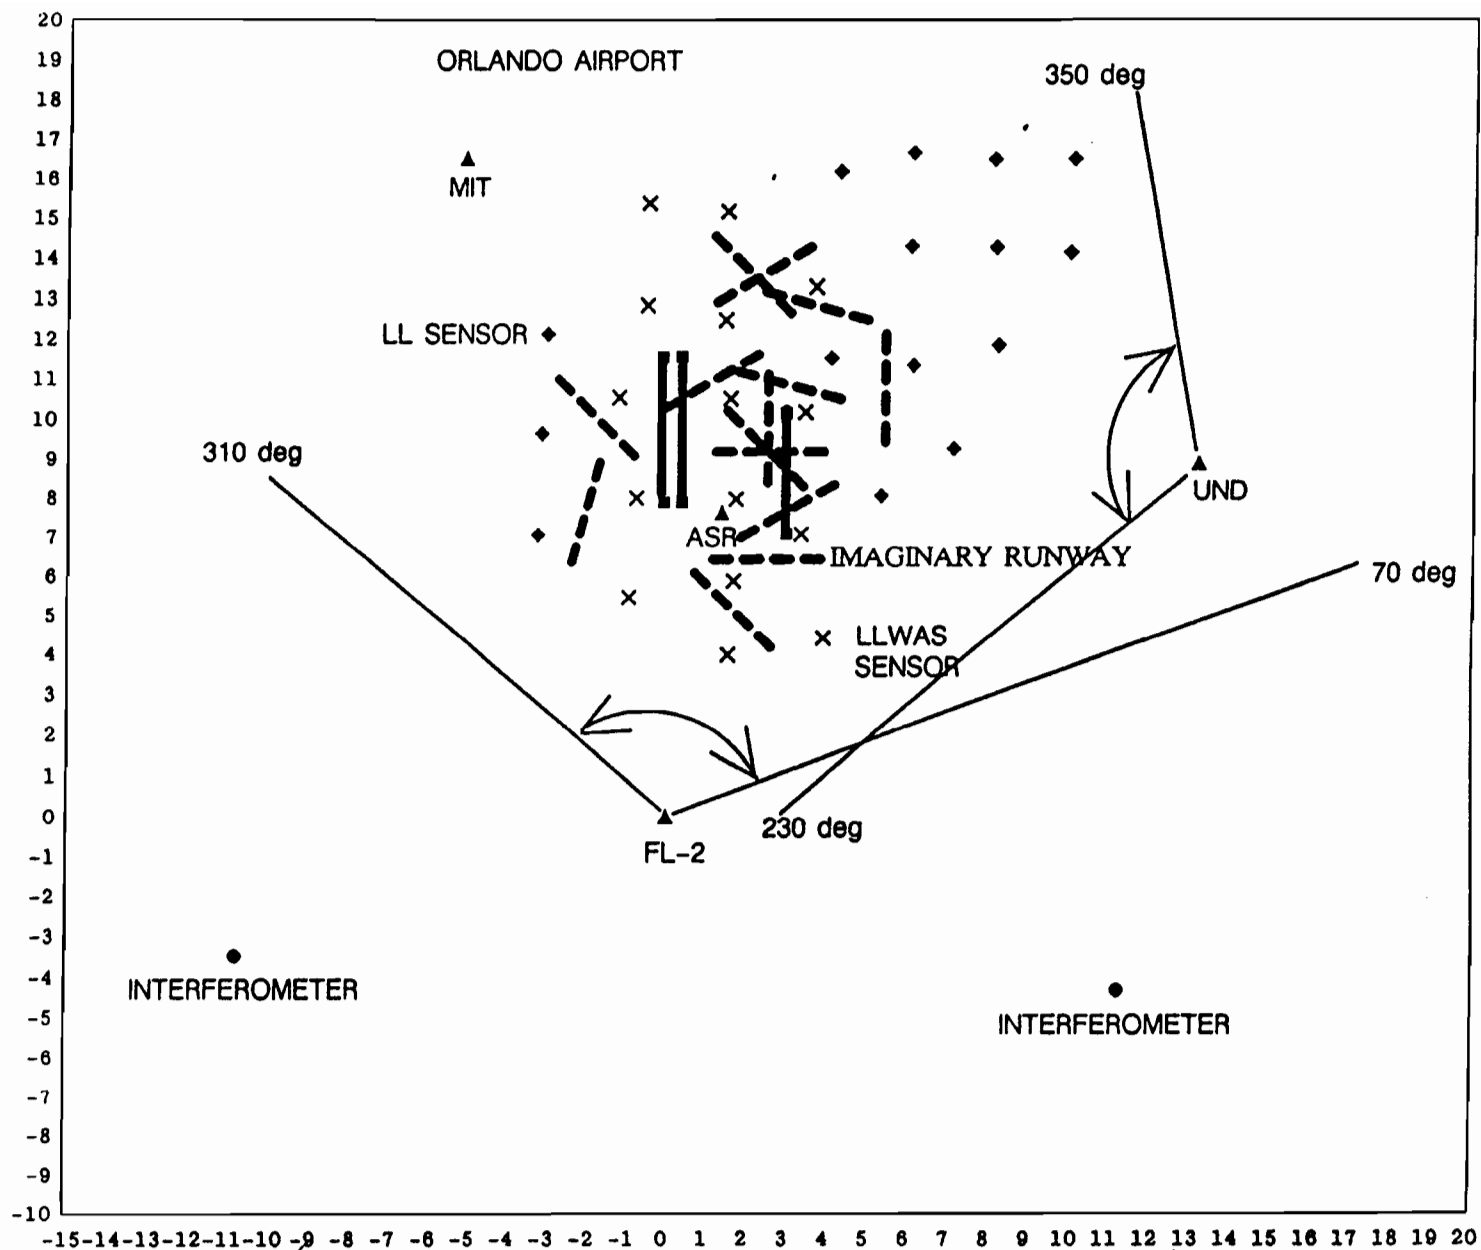 20
19
ORLANDO AIRPORT
350 deg
18
17
16
MIT
15
14
13
12
LL SENSOR
11
10
310 deg
9
8
UND
7
ASR
IMAGINARY RUNWAY
6
70 deg
5
LLWAS
4
SENSOR
3
2
1
0
230 deg
FL-2
-1
-2
-3
-4
INTERFEROMETER
-5
INTERFEROMETER
-6
-7
-8
-9
-10
-15-14-13-12-11-10 -9 -8 -7 -6 -5 -4 -3 -2 -1 0 1 2 3 4 5 6 7 8 9 10 11 12 13 14 15 16 17 18 19 20